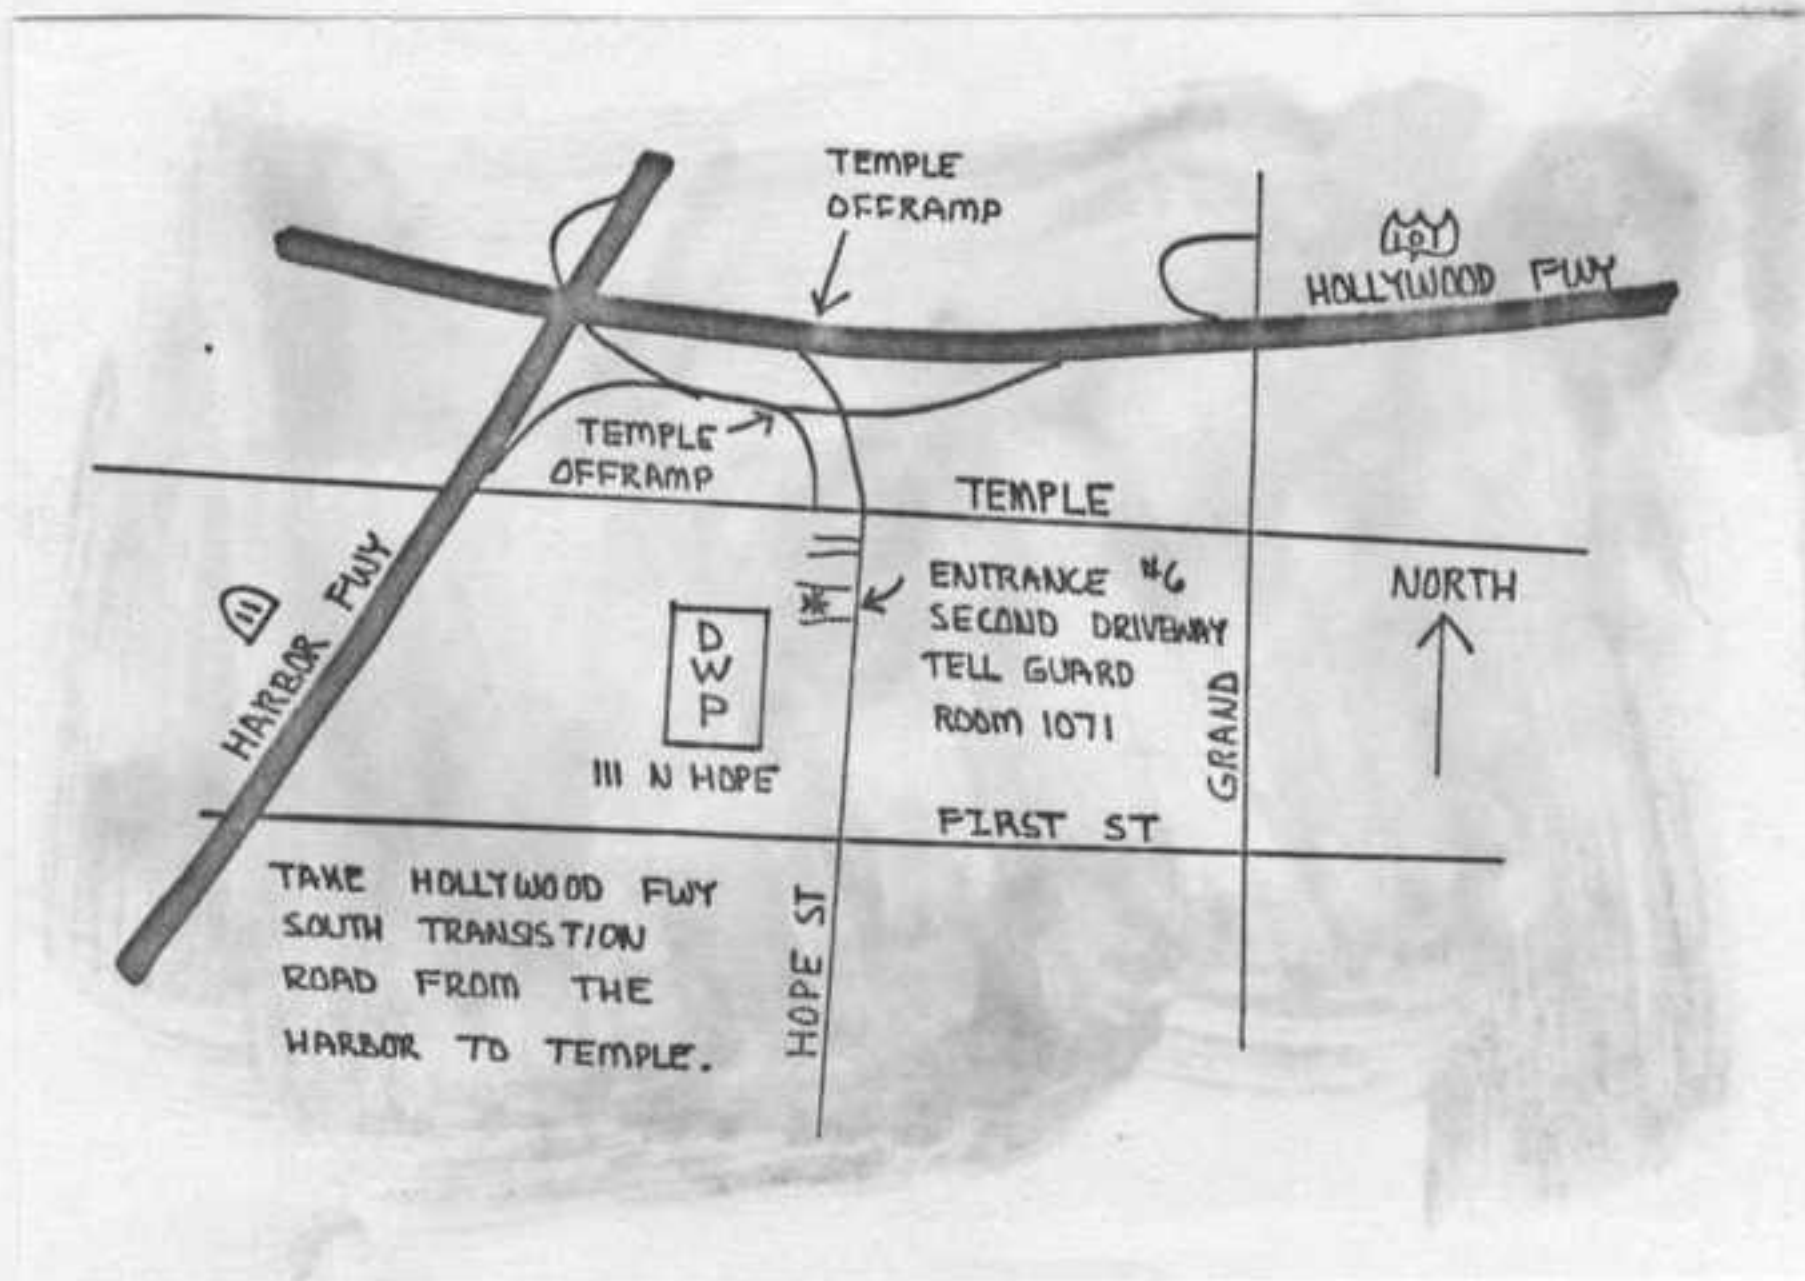 TEMPLE
OFFRAMP
101
HOLLYWOOD FWY
TEMPLE
OFFRAMP
TEMPLE
11
HARBOR FWY
ENTRANCE #6
SECOND DRIVEWAY
TELL GUARD
ROOM 1071
NORTH
D
W
P
111 N HOPE
GRAND
FIRST ST
TAKE HOLLYWOOD FWY
SOUTH TRANSISTION
ROAD FROM THE
HARBOR TO TEMPLE.
HOPE ST